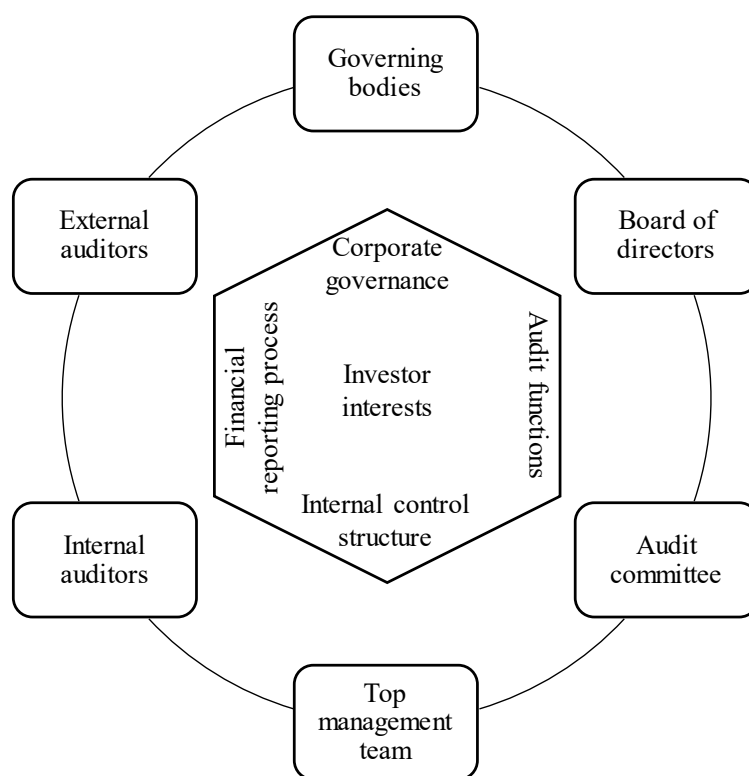 Governing
bodies
External
auditors
Board of
directors
Corporate
governance
Financial
reporting process
Investor
interests
Audit functions
Internal control
structure
Internal
auditors
Audit
committee
Top
management
team